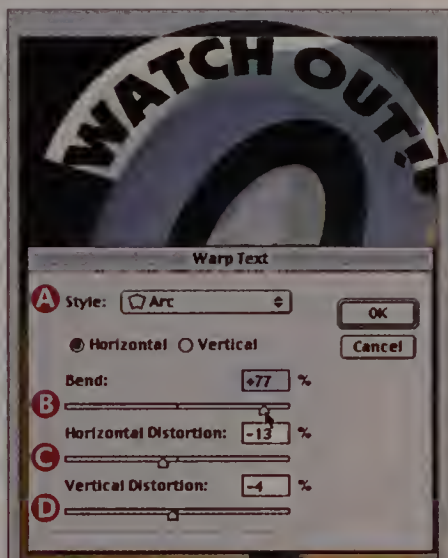 WATCH OUT!
Warp Text
A Style: Arc
OK
Horizontal Vertical
Cancel
Bend: +77 %
B
Horizontal Distortion: -13 %
C
Vertical Distortion: -4 %
D